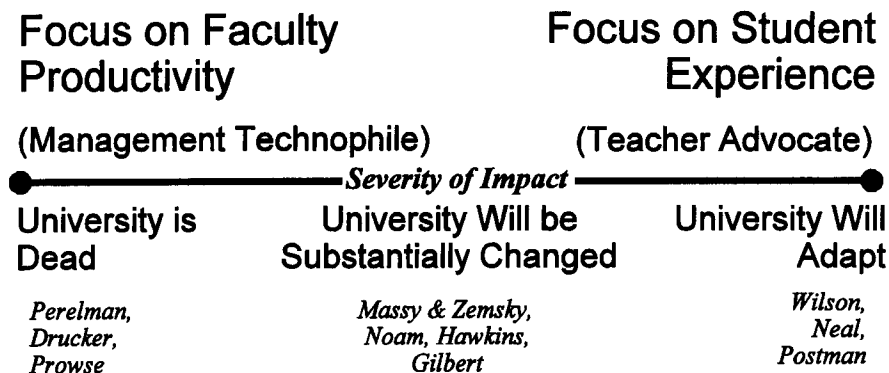 Focus on Faculty
Productivity
Focus on Student
Experience
(Management Technophile)
(Teacher Advocate)
Severity of Impact
University is
Dead
University Will be
Substantially Changed
University Will
Adapt
Perelman,
Drucker,
Prowse
Massy & Zemsky,
Noam, Hawkins,
Gilbert
Wilson,
Neal,
Postman